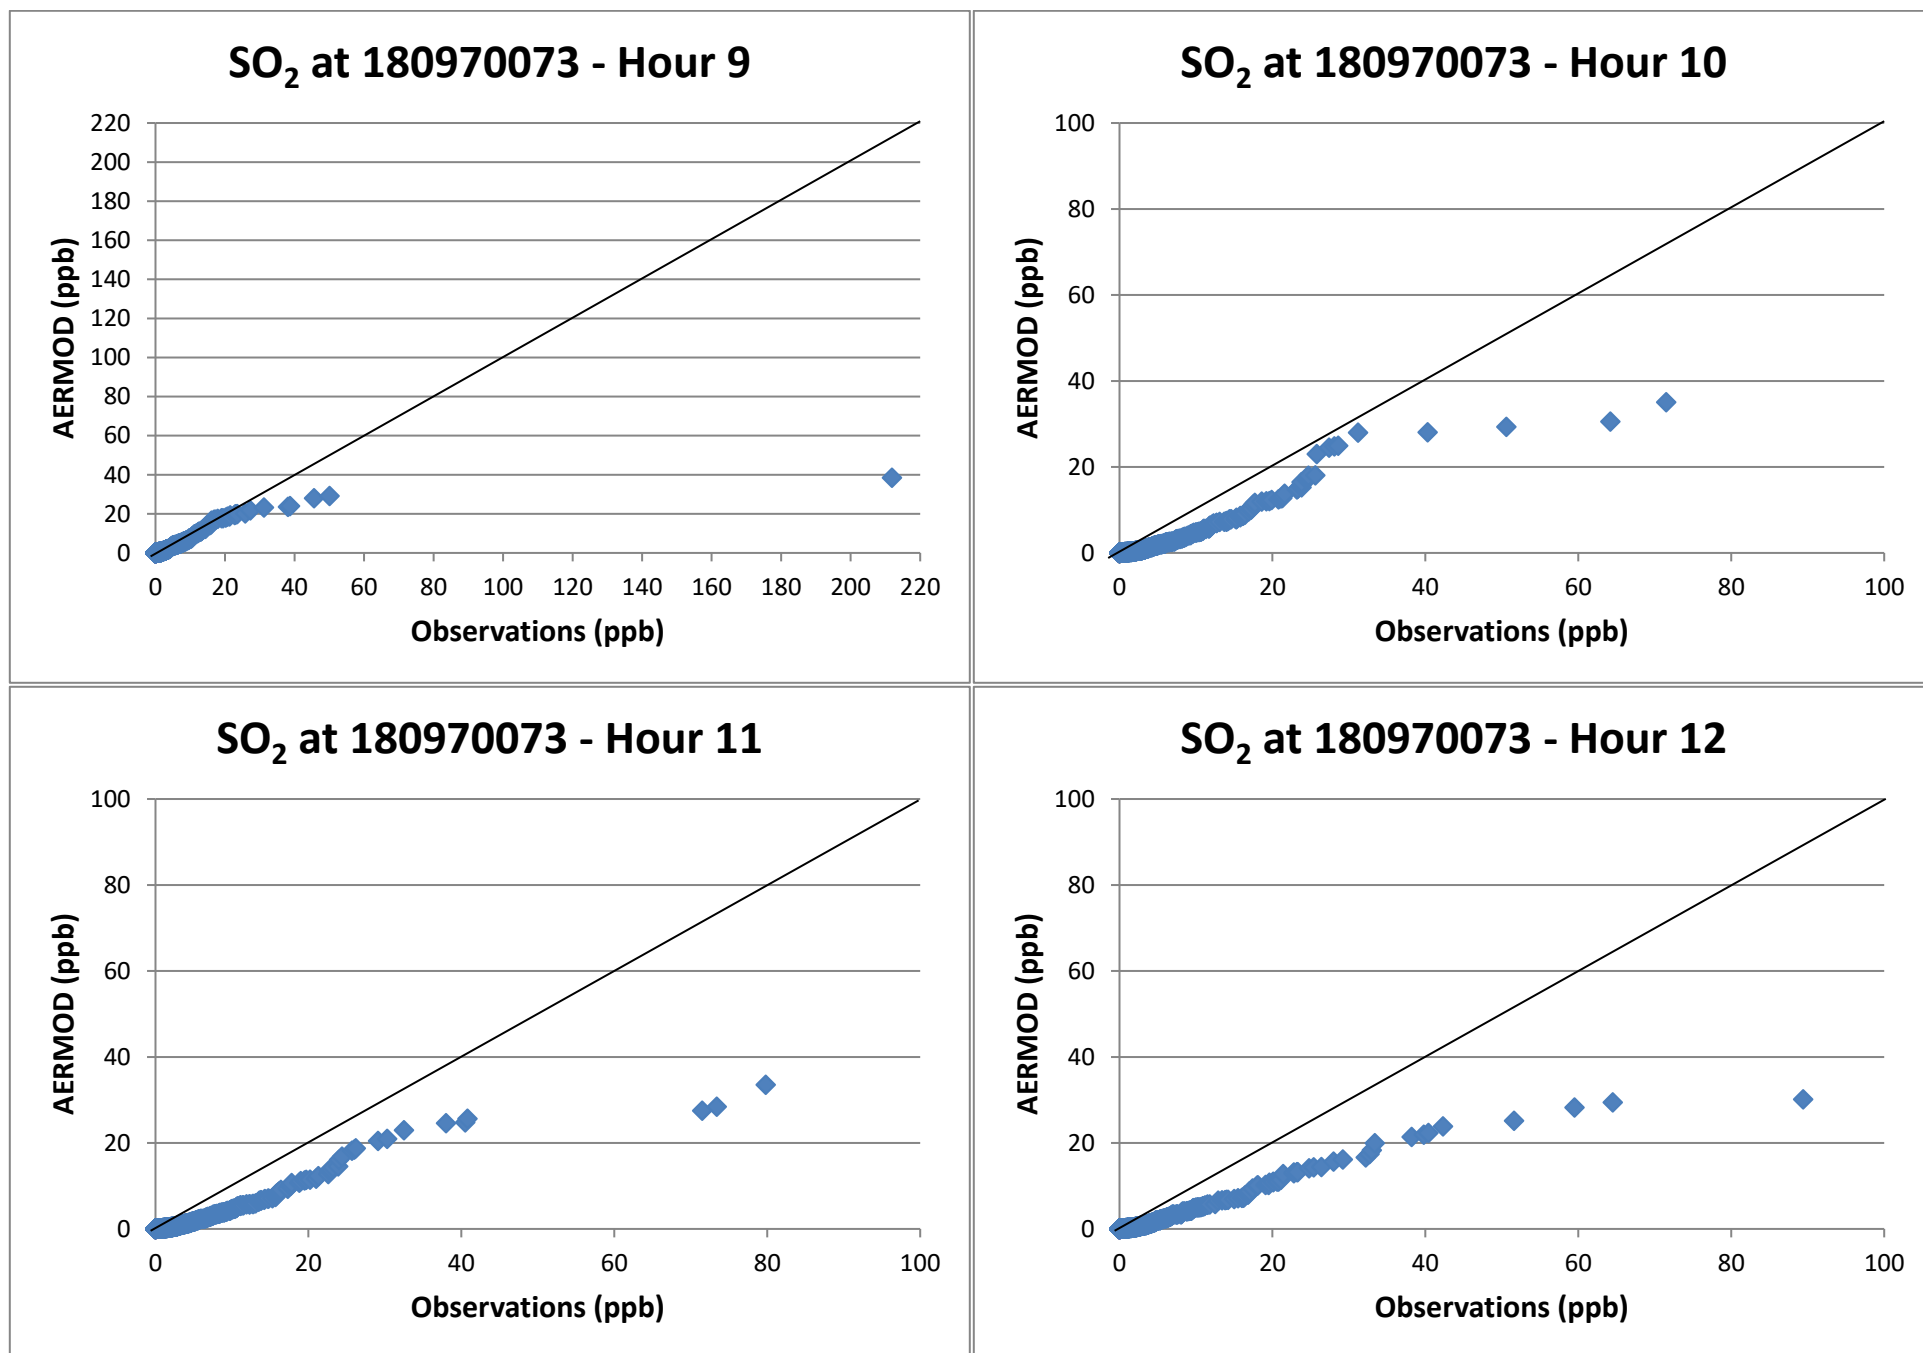 SO₂ at 180970073 - Hour 9
220
200
180
160
140
120
100
80
60
40
20
0
AERMOD (ppb)
0 20 40 60 80 100 120 140 160 180 200 220
Observations (ppb)
SO₂ at 180970073 - Hour 10
100
80
60
40
20
0
AERMOD (ppb)
0 20 40 60 80 100
Observations (ppb)
SO₂ at 180970073 - Hour 11
100
80
60
40
20
0
AERMOD (ppb)
0 20 40 60 80 100
Observations (ppb)
SO₂ at 180970073 - Hour 12
100
80
60
40
20
0
AERMOD (ppb)
0 20 40 60 80 100
Observations (ppb)